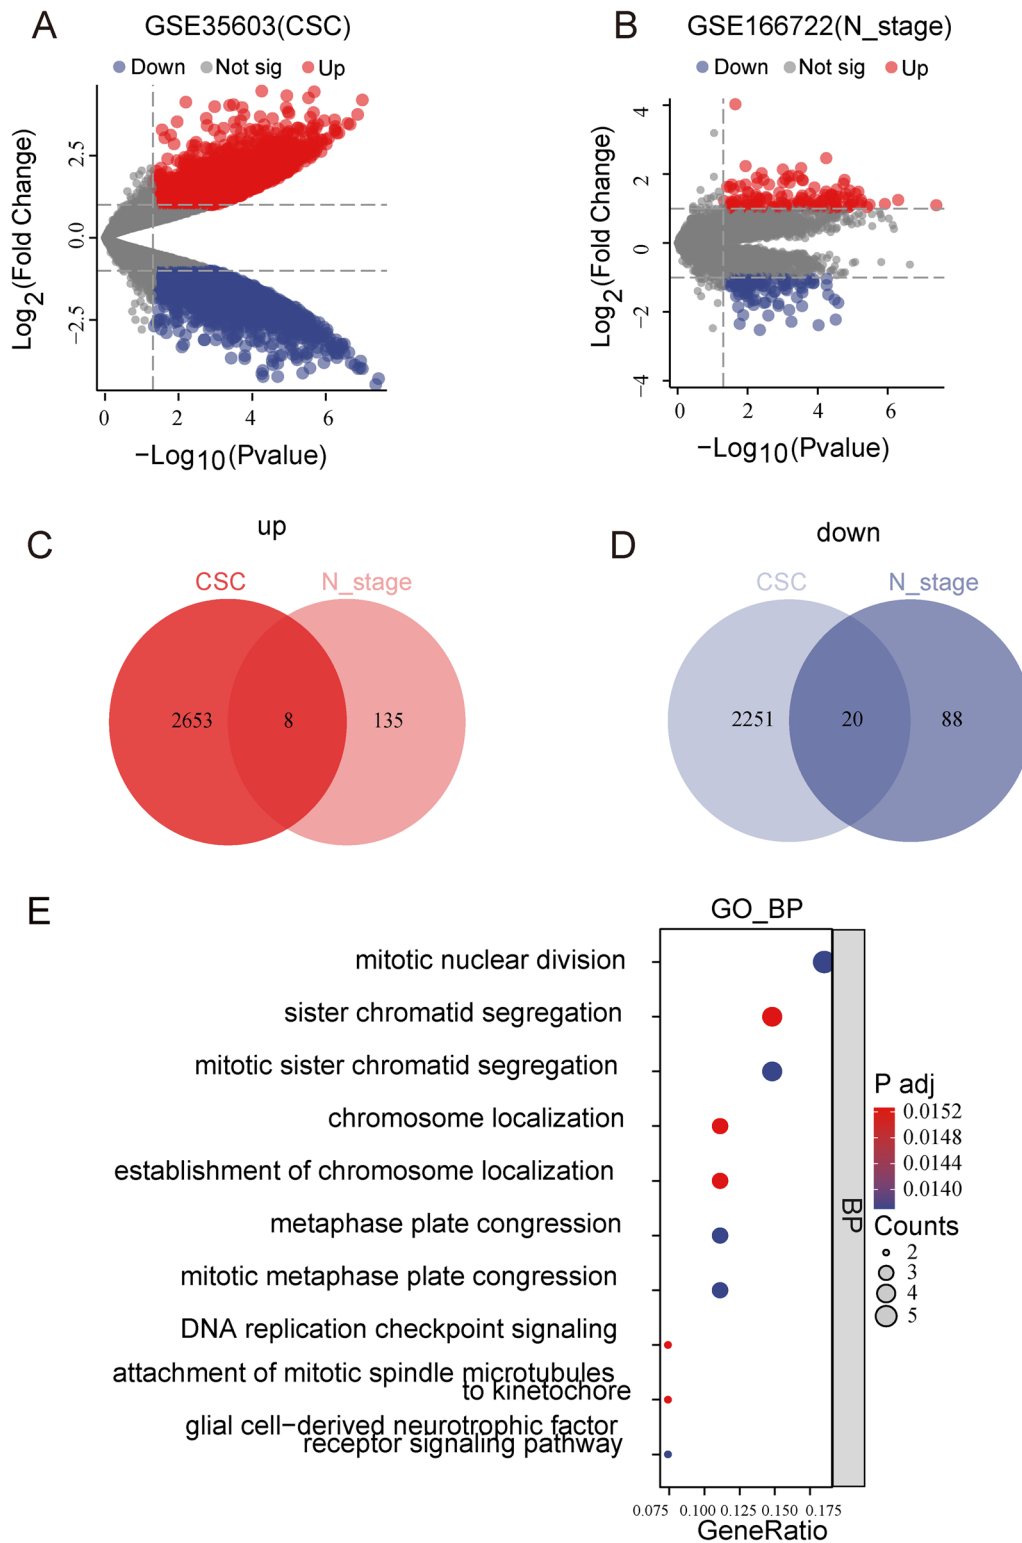 A
GSE35603(CSC)
Down Not sig Up
Log2(Fold Change)
2.5
0.0
−2.5
0 2 4 6
−Log10(Pvalue)
B
GSE166722(N_stage)
Down Not sig Up
Log2(Fold Change)
4
2
0
−2
−4
0 2 4 6
−Log10(Pvalue)
C
up
CSC N_stage
2653 8 135
D
down
CSC N_stage
2251 20 88
E
GO_BP
mitotic nuclear division
sister chromatid segregation
mitotic sister chromatid segregation
chromosome localization
establishment of chromosome localization
metaphase plate congression
mitotic metaphase plate congression
DNA replication checkpoint signaling
attachment of mitotic spindle microtubules
to kinetochore
glial cell−derived neurotrophic factor
receptor signaling pathway
BP
0.075 0.100 0.125 0.150 0.175
GeneRatio
P adj
0.0152
0.0148
0.0144
0.0140
Counts
2
3
4
5